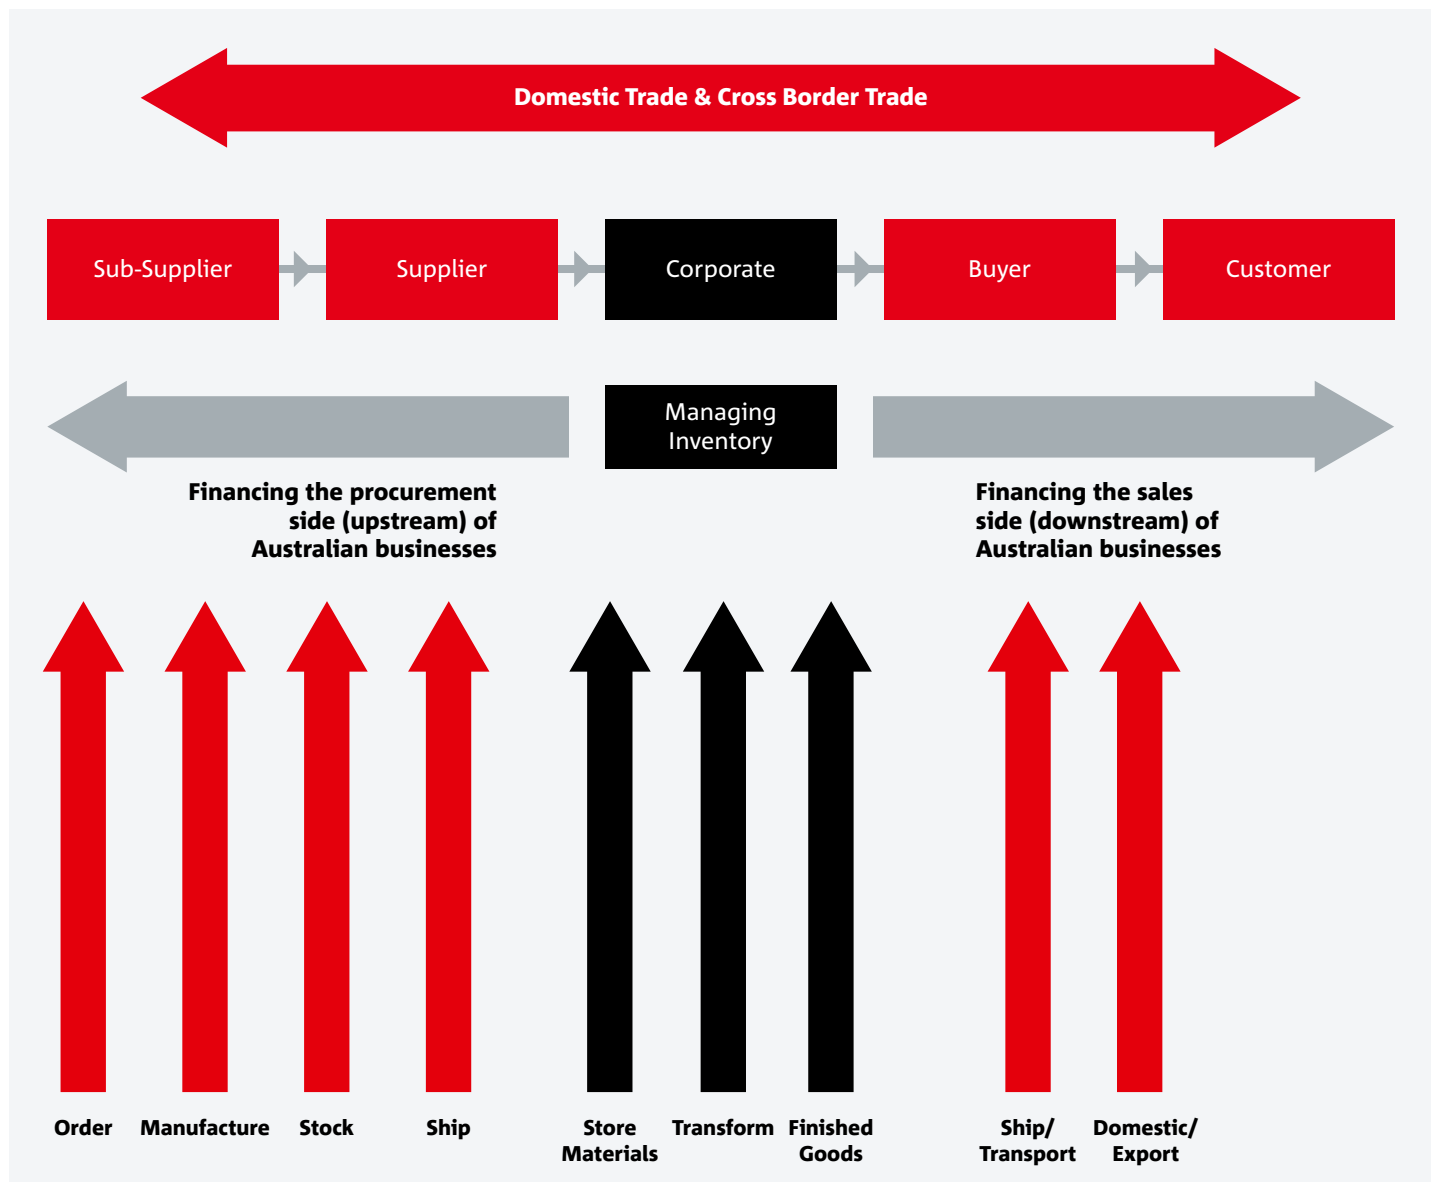 Domestic Trade & Cross Border Trade
Sub-Supplier
Supplier
Corporate
Buyer
Customer
Managing
Inventory
Financing the procurement
side (upstream) of
Australian businesses
Financing the sales
side (downstream) of
Australian businesses
Order
Manufacture
Stock
Ship
Store
Materials
Transform
Finished
Goods
Ship/
Transport
Domestic/
Export